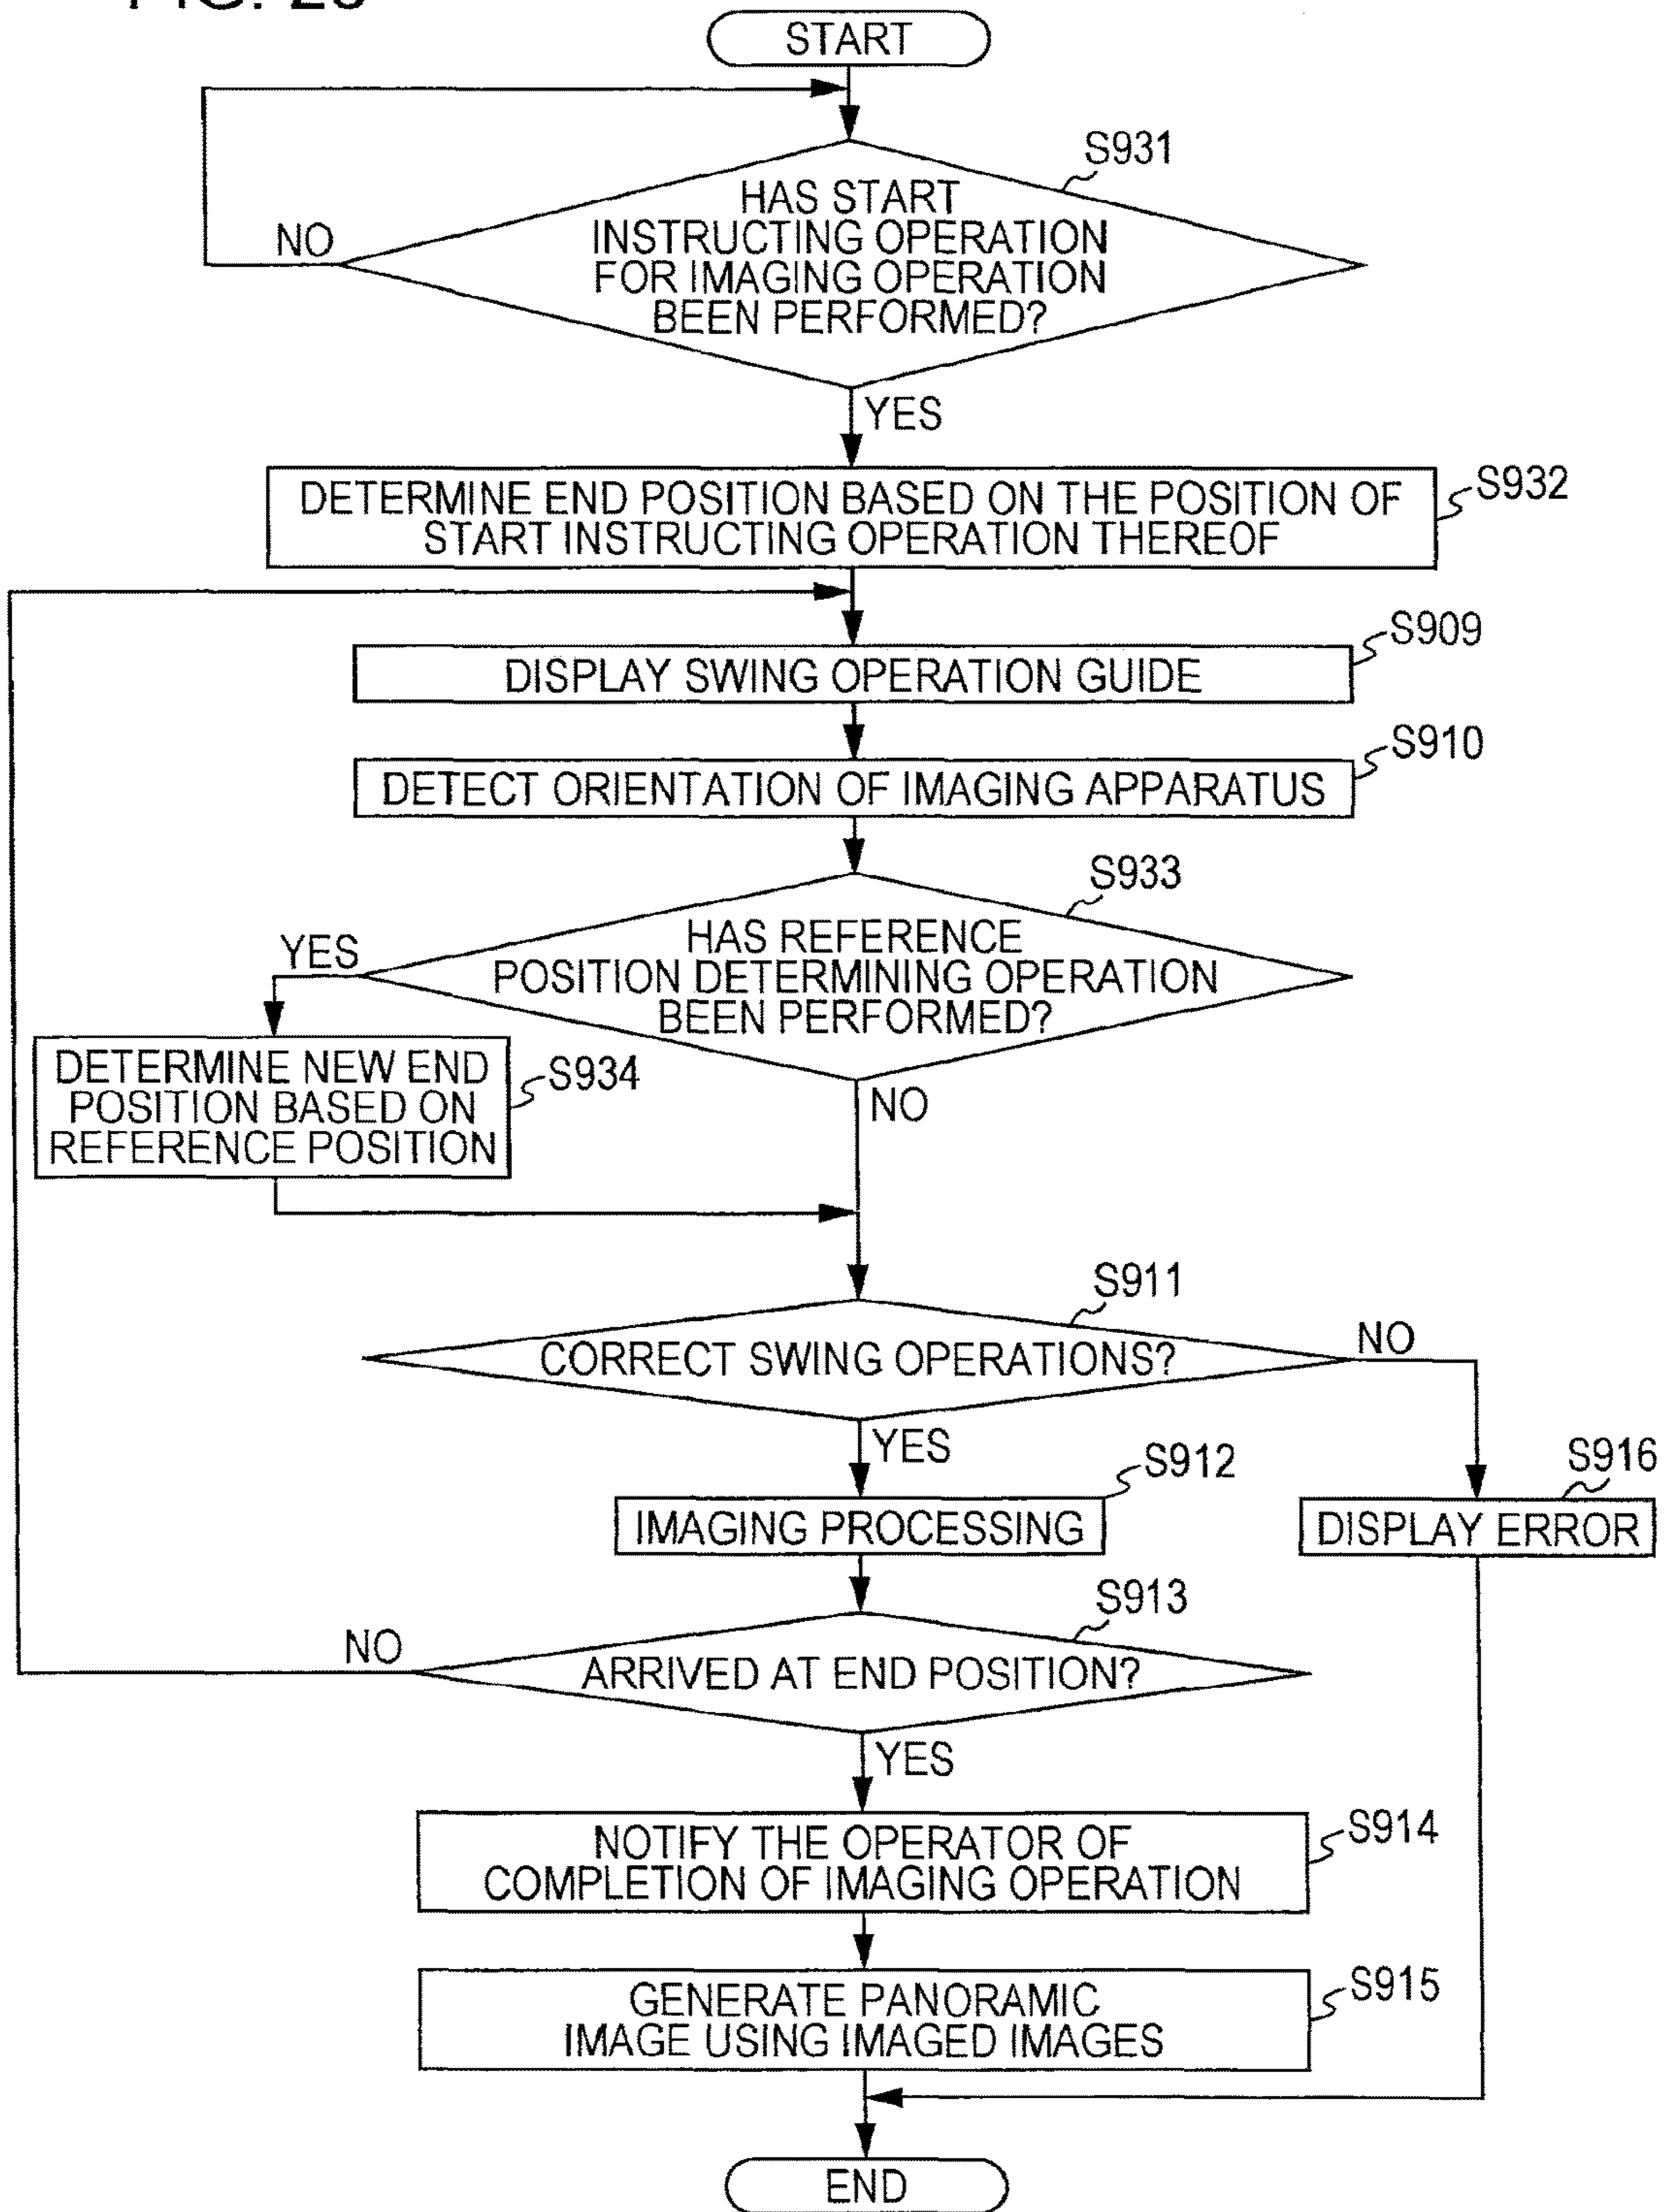 START
S931
HAS START
INSTRUCTING OPERATION
FOR IMAGING OPERATION
BEEN PERFORMED?
NO
YES
DETERMINE END POSITION BASED ON THE POSITION OF
START INSTRUCTING OPERATION THEREOF
S932
DISPLAY SWING OPERATION GUIDE
S909
DETECT ORIENTATION OF IMAGING APPARATUS
S910
S933
HAS REFERENCE
POSITION DETERMINING OPERATION
BEEN PERFORMED?
YES
NO
DETERMINE NEW END
POSITION BASED ON
REFERENCE POSITION
S934
S911
CORRECT SWING OPERATIONS?
NO
YES
S912
IMAGING PROCESSING
S916
DISPLAY ERROR
S913
ARRIVED AT END POSITION?
NO
YES
NOTIFY THE OPERATOR OF
COMPLETION OF IMAGING OPERATION
S914
GENERATE PANORAMIC
IMAGE USING IMAGED IMAGES
S915
END